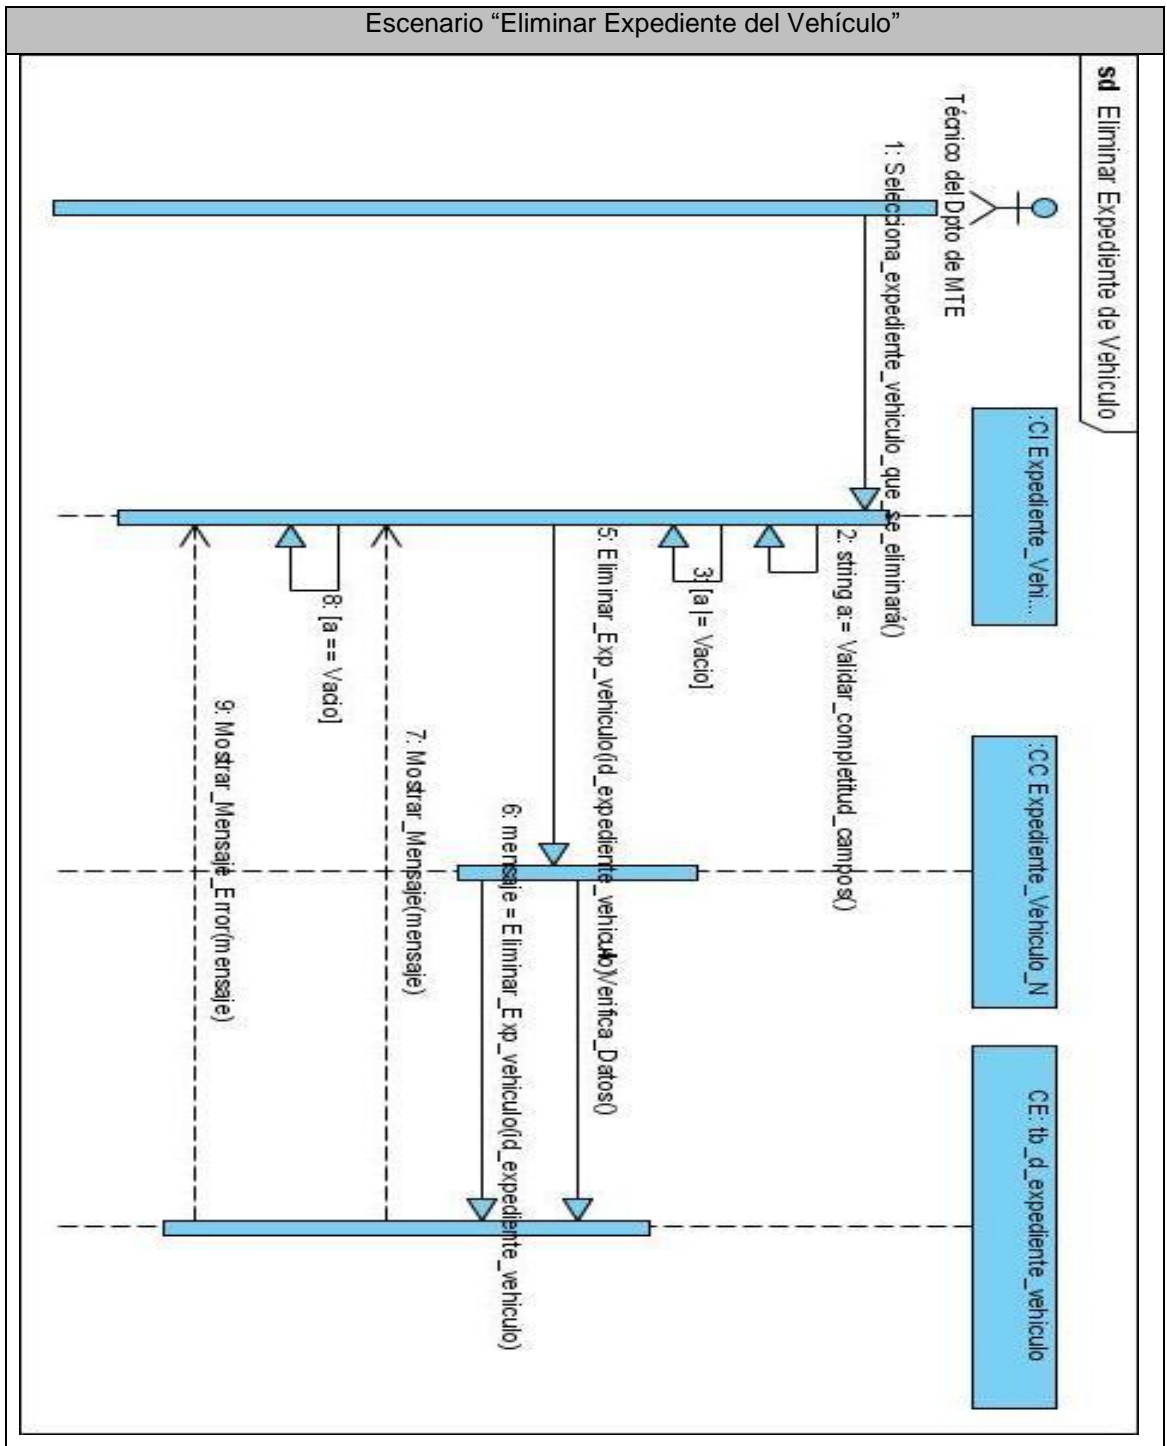 Escenario “Eliminar Expediente del Vehículo”
sd Eliminar Expediente de Vehiculo
Técnico del Dpto de MTE
:CI Expediente_Vehi...
:CC Expediente_Vehiculo_N
CE: tb_d_expediente_vehiculo
1: Selecciona_expediente_vehiculo_que_se_eliminará()
2: string a:= Validar_completitud_campos()
3: [a != Vacio]
5: Eliminar_Exp_vehiculo(id_expediente_vehiculo)
Verifica_Datos()
6: mensaje = Eliminar_Exp_vehiculo(id_expediente_vehiculo)
7: Mostrar_Mensaje(mensaje)
8: [a == Vacio]
9: Mostrar_Mensaje_Error(mensaje)